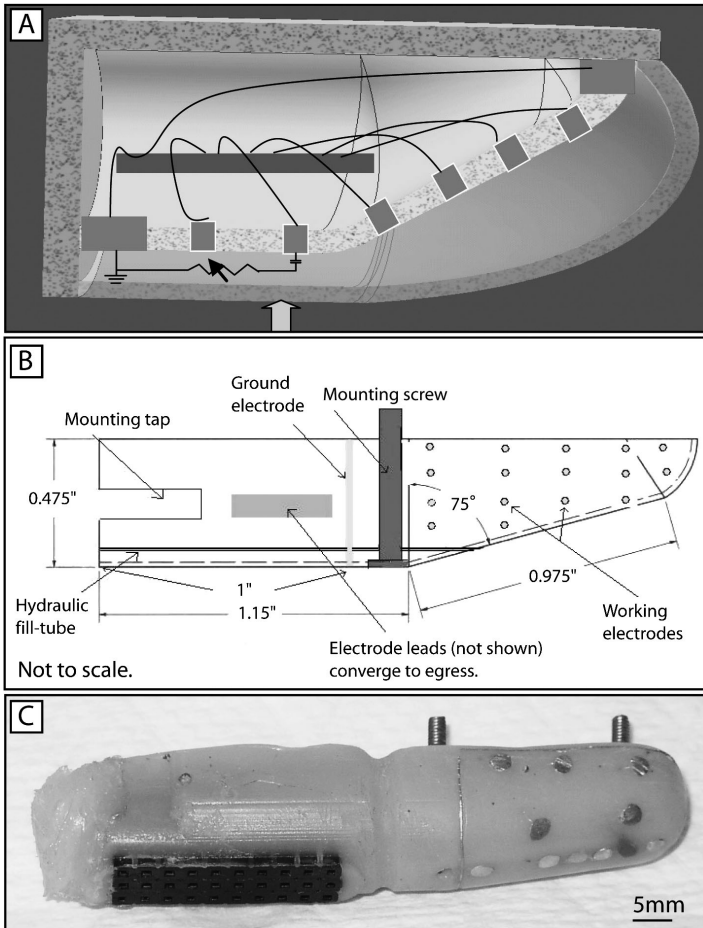 A
B
Ground
electrode
Mounting screw
Mounting tap
0.475"
75°
1"
0.975"
Hydraulic
fill-tube
1.15"
Working
electrodes
Electrode leads (not shown)
converge to egress.
Not to scale.
C
5mm